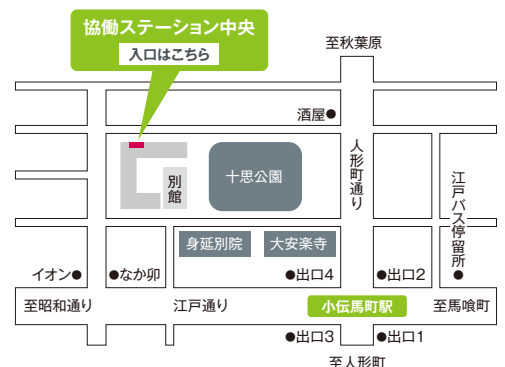 協働ステーション中央
入口はこちら
至秋葉原
酒屋
人形町通り
別館
十思公園
江戸バス停留所
身延別院
大安楽寺
イオン
なか卯
出口4
出口2
至昭和通り
江戸通り
小伝馬町駅
至馬喰町
出口3
出口1
至人形町